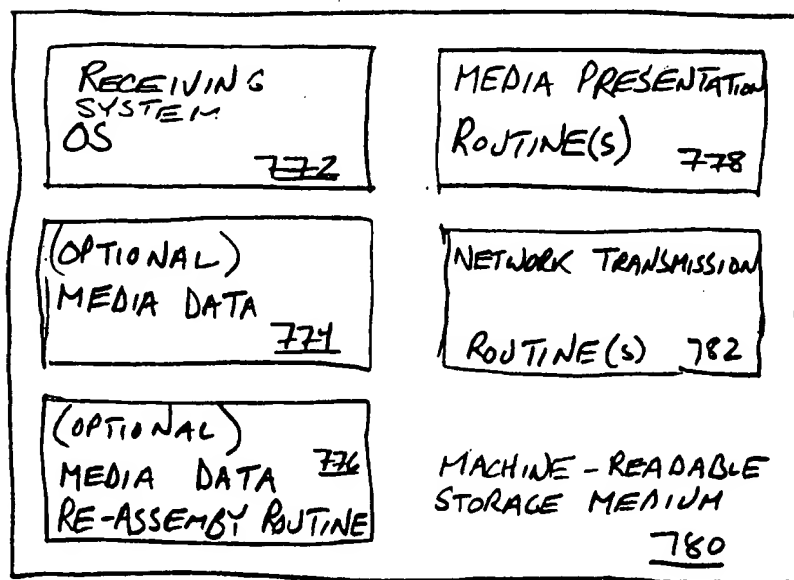 RECEIVING
SYSTEM
OS
772
MEDIA PRESENTATION
ROUTINE(S) 778
(OPTIONAL)
MEDIA DATA
774
NETWORK TRANSMISSION
ROUTINE(S) 782
(OPTIONAL)
MEDIA DATA 776
RE-ASSEMBY ROUTINE
MACHINE-READABLE
STORAGE MEDIUM
780